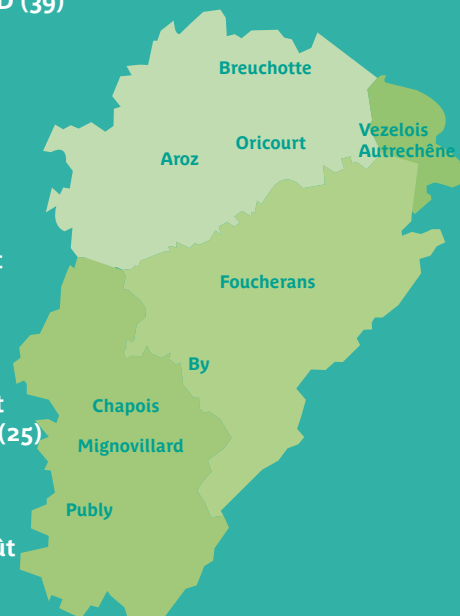 (39)
Breuchotte
Oricourt
Aroz
Vezelois
Autrechêne
Foucherans
By
Chapois
(25)
Mignovillard
Publy